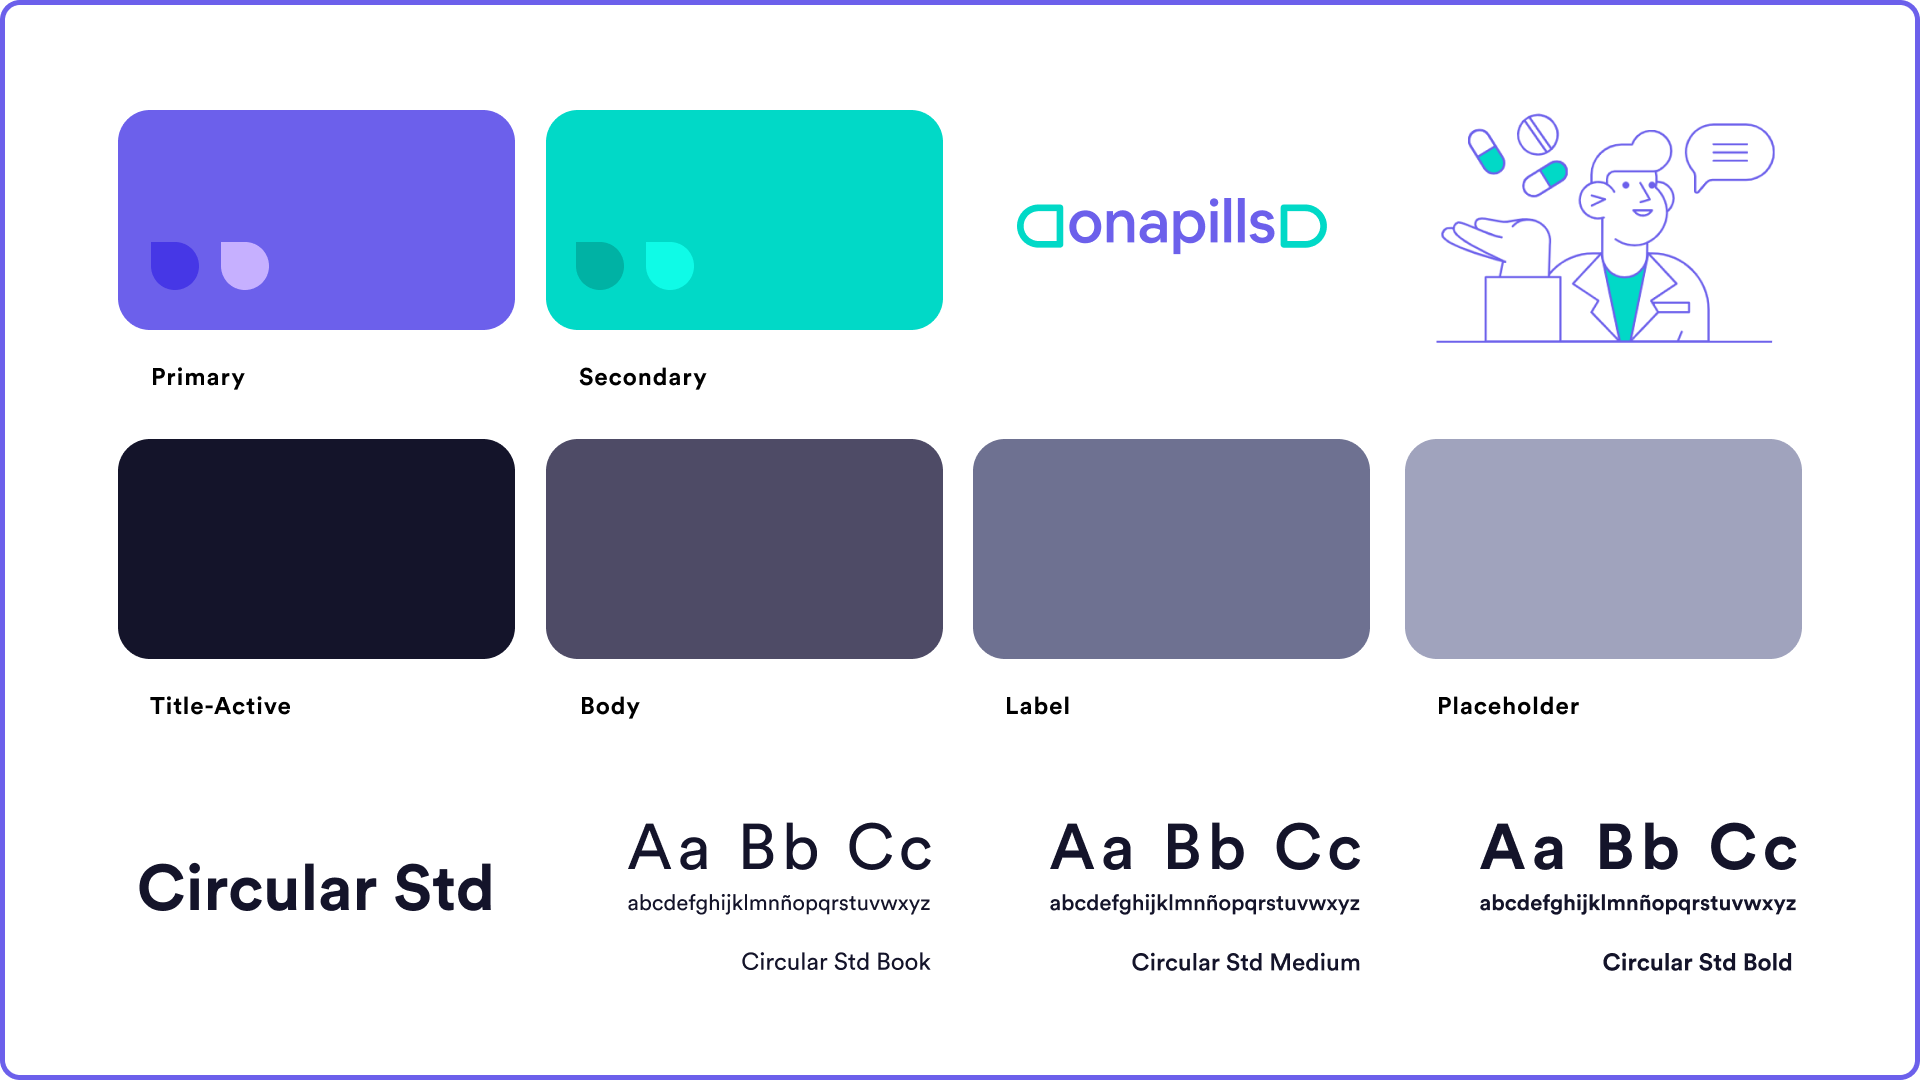 donapills
Primary
Secondary
Title-Active
Body
Label
Placeholder
Circular Std
Aa Bb Cc
abcdefghijklmnñopqrstuvwxyz
Circular Std Book
Aa Bb Cc
abcdefghijklmnñopqrstuvwxyz
Circular Std Medium
Aa Bb Cc
abcdefghijklmnñopqrstuvwxyz
Circular Std Bold